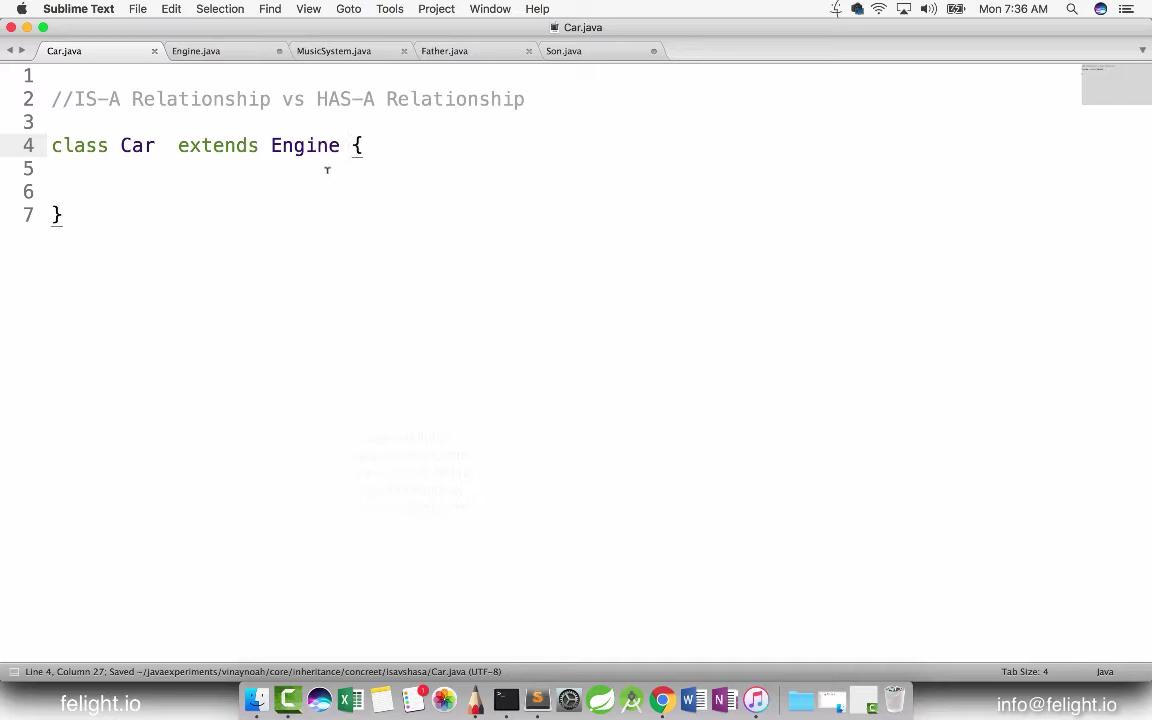 Sublime Text File Edit Selection Find View Goto Tools Project Window Help Mon 7:36 AM
Car.java
Car.java Engine.java MusicSystem.java Father.java Son.java
1
2 //IS-A Relationship vs HAS-A Relationship
3
4 class Car extends Engine {
5
6
7 }
Line 4, Column 27; Saved ~/javaexperiments/vinaynoah/core/inheritance/concreet/isavshasa/Car.java (UTF-8) Tab Size: 4 Java
felight.io info@felight.io